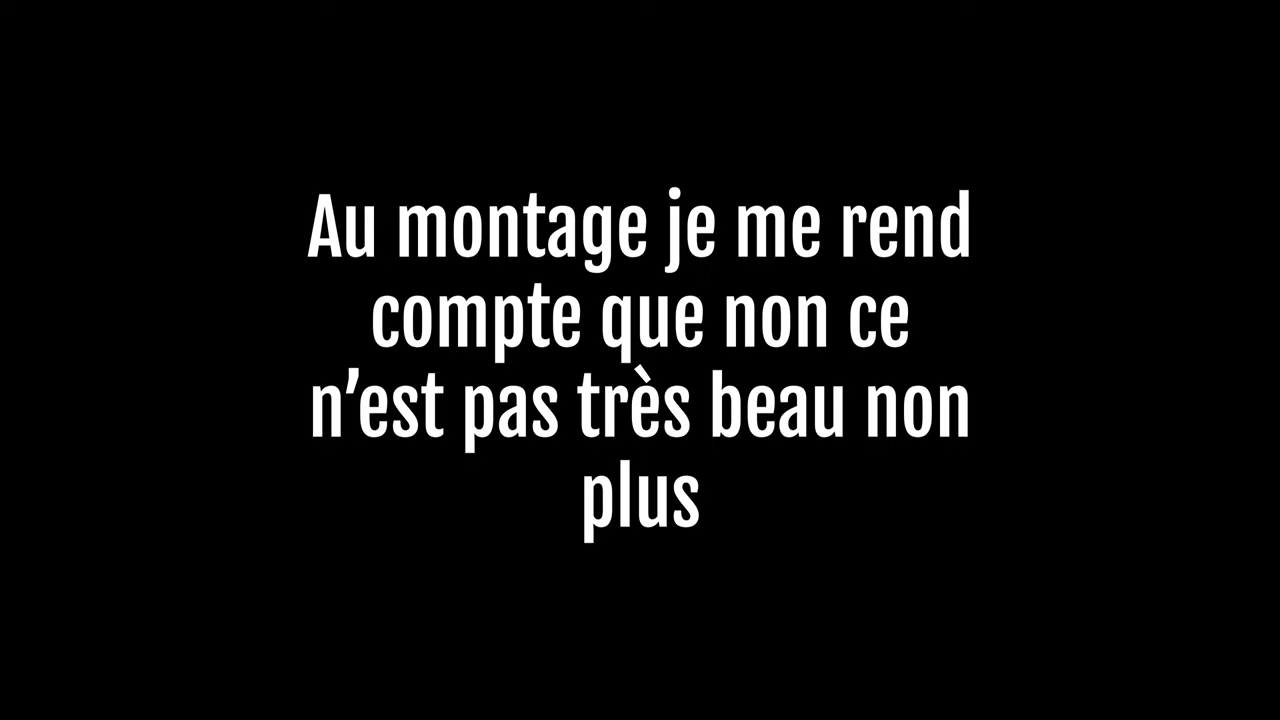 Au montage je me rend
compte que non ce
n’est pas très beau non
plus